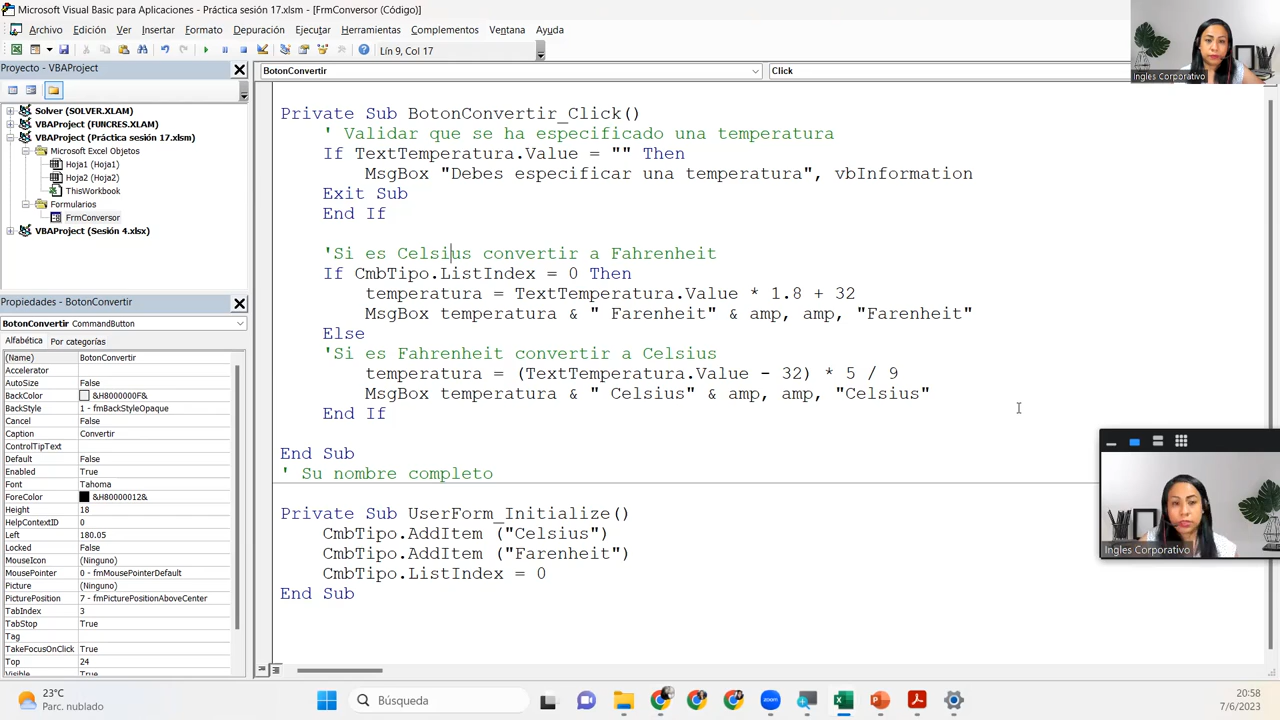 Microsoft Visual Basic para Aplicaciones - Práctica sesión 17.xlsm - [FrmConversor (Código)]
Archivo Edición Ver Insertar Formato Depuración Ejecutar Herramientas Complementos Ventana Ayuda
Lín 9, Col 17
Ingles Corporativo
Proyecto - VBAProject
BotonConvertir Click
Solver (SOLVER.XLAM)
VBAProject (FUNCRES.XLAM)
VBAProject (Práctica sesión 17.xlsm)
Microsoft Excel Objetos
Hoja1 (Hoja1)
Hoja2 (Hoja2)
ThisWorkbook
Formularios
FrmConversor
VBAProject (Sesión 4.xlsx)
Propiedades - BotonConvertir
BotonConvertir CommandButton
Alfabética Por categorías
(Name) BotonConvertir
Accelerator
AutoSize False
BackColor &H8000000F&
BackStyle 1 - fmBackStyleOpaque
Cancel False
Caption Convertir
ControlTipText
Default False
Enabled True
Font Tahoma
ForeColor &H80000012&
Height 18
HelpContextID 0
Left 180.05
Locked False
MouseIcon (Ninguno)
MousePointer 0 - fmMousePointerDefault
Picture (Ninguno)
PicturePosition 7 - fmPicturePositionAboveCenter
TabIndex 3
TabStop True
Tag
TakeFocusOnClick True
Top 24
Visible True
Private Sub BotonConvertir_Click()
' Validar que se ha especificado una temperatura
If TextTemperatura.Value = "" Then
MsgBox "Debes especificar una temperatura", vbInformation
Exit Sub
End If
'Si es Celsius convertir a Fahrenheit
If CmbTipo.ListIndex = 0 Then
temperatura = TextTemperatura.Value * 1.8 + 32
MsgBox temperatura & " Farenheit" & amp, amp, "Farenheit"
Else
'Si es Fahrenheit convertir a Celsius
temperatura = (TextTemperatura.Value - 32) * 5 / 9
MsgBox temperatura & " Celsius" & amp, amp, "Celsius"
End If
End Sub
' Su nombre completo
Private Sub UserForm_Initialize()
CmbTipo.AddItem ("Celsius")
CmbTipo.AddItem ("Farenheit")
CmbTipo.ListIndex = 0
End Sub
Ingles Corporativo
23°C
Parc. nublado
Búsqueda
zoom
20:58
7/6/2023